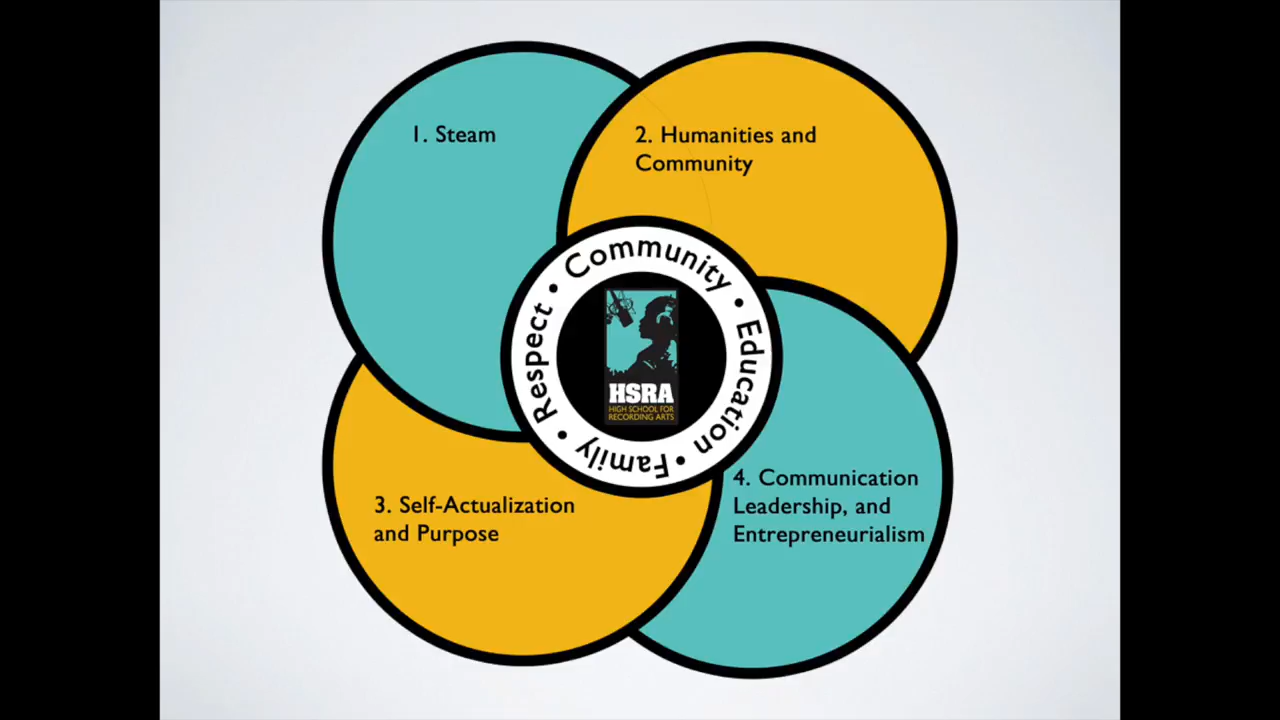 1. Steam
2. Humanities and
Community
Community • Education • Family • Respect •
HSRA
HIGH SCHOOL FOR
RECORDING ARTS
3. Self-Actualization
and Purpose
4. Communication
Leadership, and
Entrepreneurialism